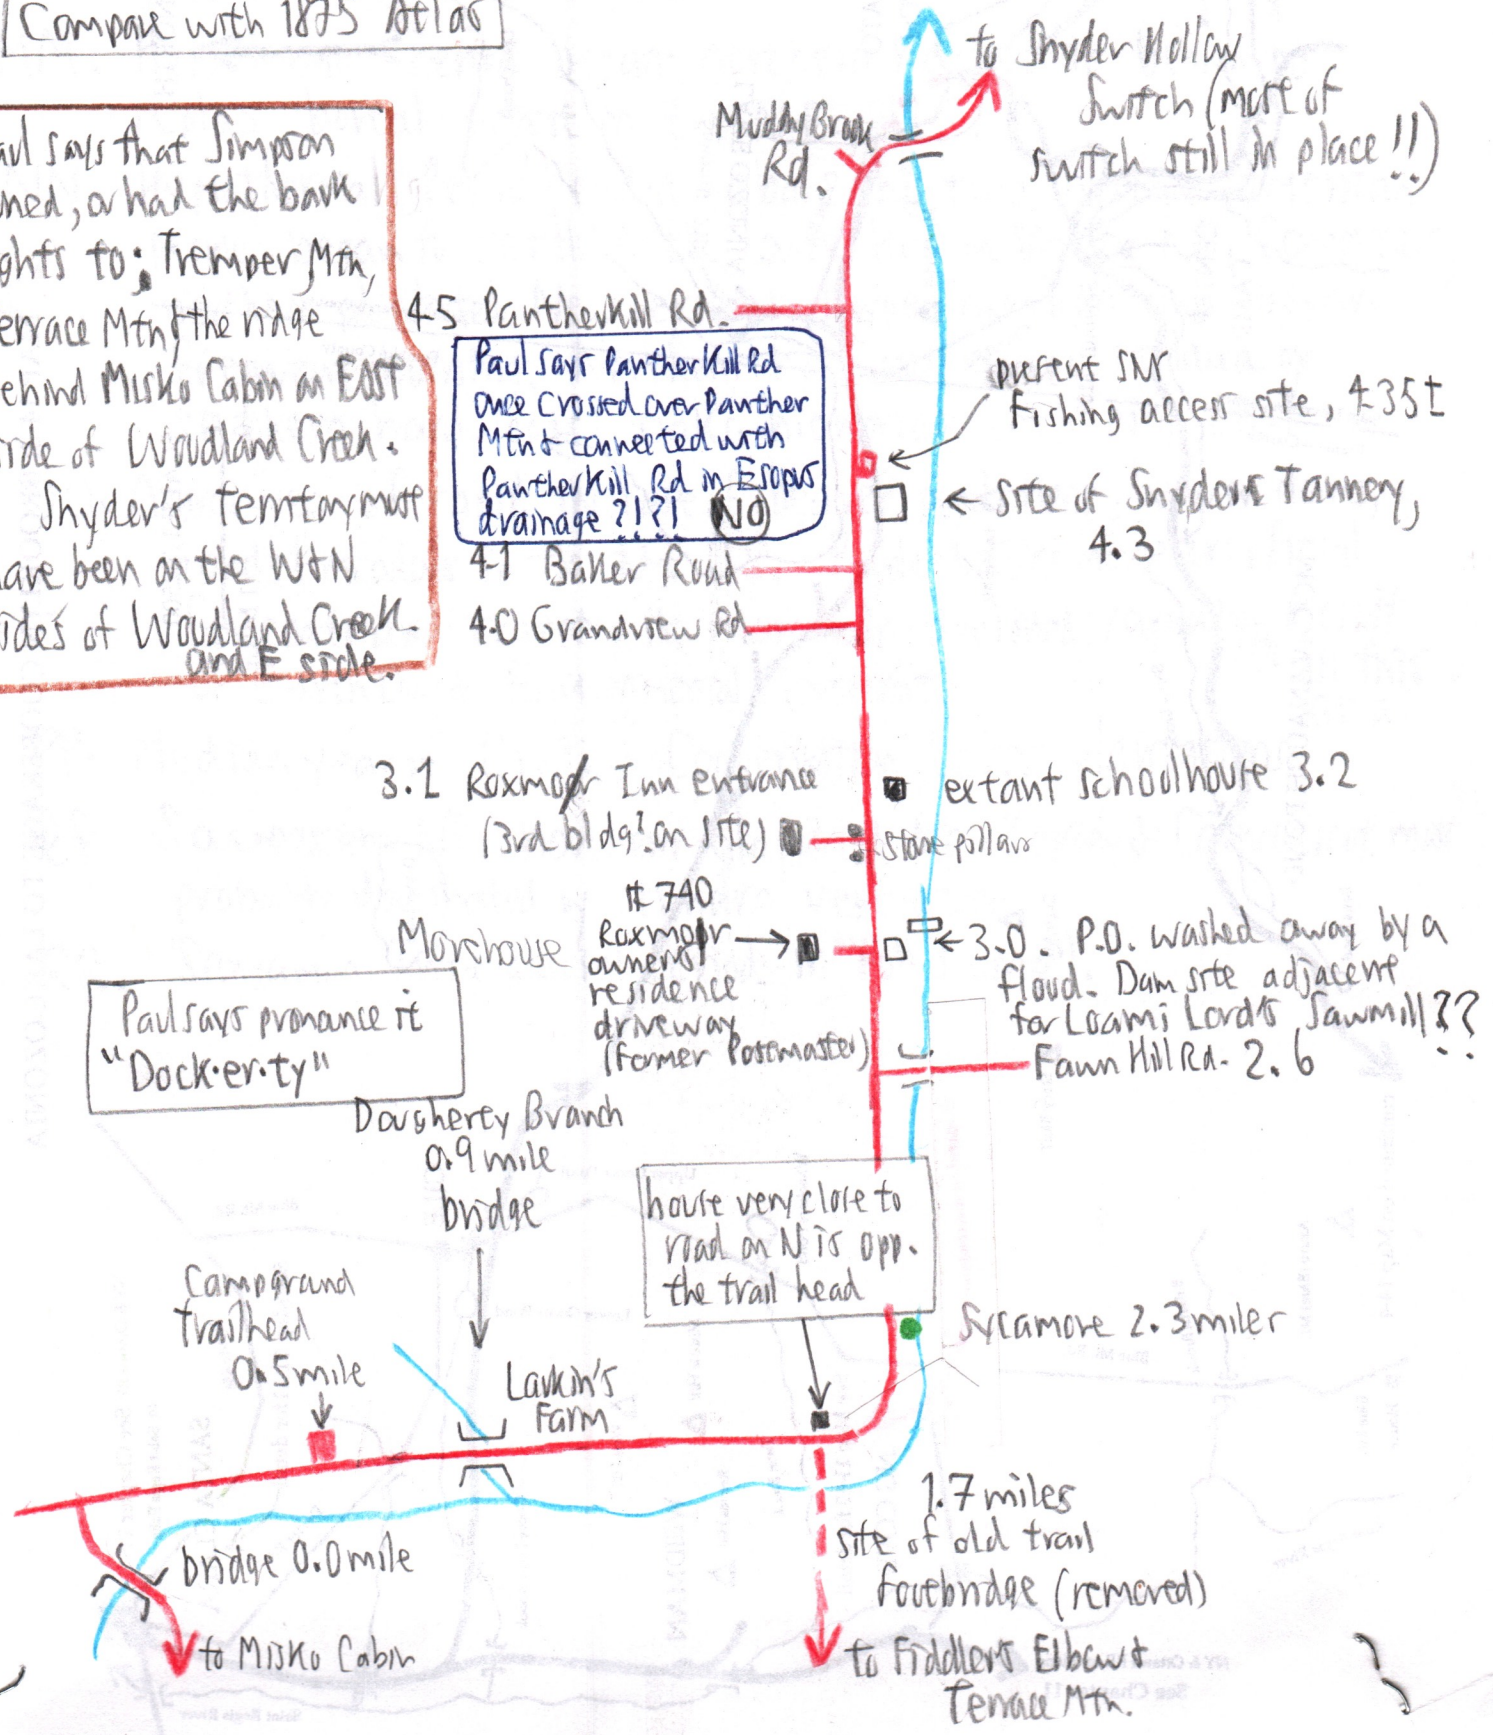 Compare with 1875 Atlas
to Snyder Hollow
Switch (most of
switch still in place!!)
Muddy Brook
Rd.
aul says that Simpson
ned, or had the bark
ghts to; Tremper Mtn,
errace Mtn & the ridge
ehind Misko Cabin on EAST
ide of Woodland Creek.
Snyder's territory must
ave been on the W & N
ides of Woodland Creek.
and E side.
4.5 Pantherkill Rd.
Paul says PantherKill Rd
once crossed over Panther
Mtn & connected with
PantherKill Rd in Esopus
drainage ?!?! NO
present
fishing access site, 4.35±
site of Snyder's Tannery,
4.3
4.1 Baker Road
4.0 Grandview Rd
3.1 Roxmor Inn entrance
(3rd bldg? on site)
extant schoolhouse 3.2
stone pillars
# 740
Morehouse Roxmor
owners'
residence
driveway
(former Postmaster)
3.0. P.O. washed away by a
flood. Dam site adjacent
for Loami Lord's Sawmill??
Fawn Hill Rd. 2.6
Paul says pronounce it
"Dock·er·ty"
Dougherty Branch
0.9 mile
bridge
house very close to
road on N is opp.
the trail head
Campground
trailhead
0.5 mile
Larkin's
Farm
Sycamore 2.3 miles
1.7 miles
site of old trail
footbridge (removed)
bridge 0.0 mile
to Misko Cabin
to Fiddlers Elbow &
Terrace Mtn.